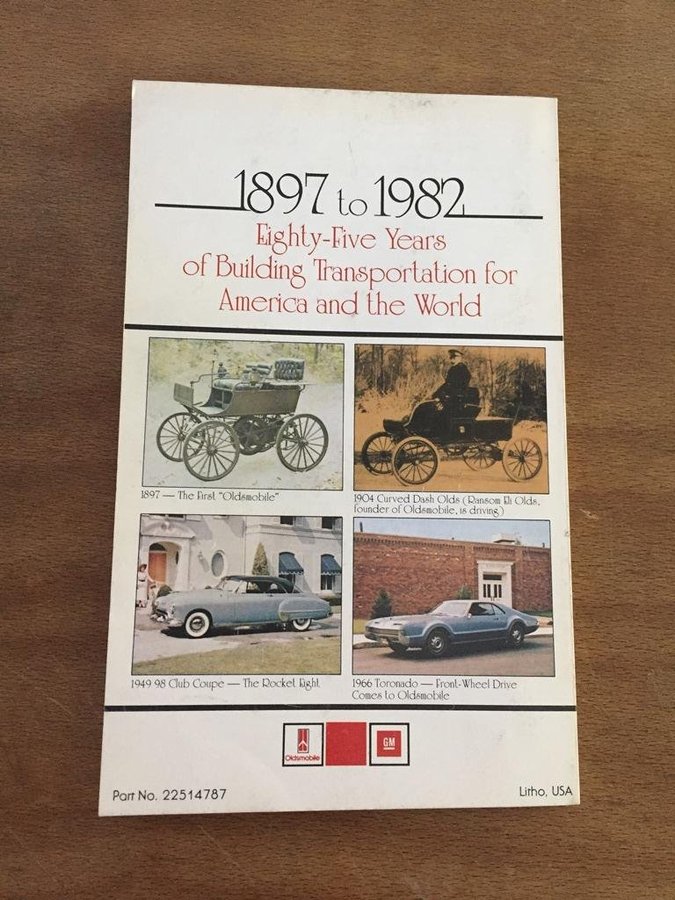 1897 to 1982
Eighty-Five Years
of Building Transportation for
America and the World
1897 — The First "Oldsmobile"
1904 Curved Dash Olds (Ransom Eli Olds,
founder of Oldsmobile, is driving)
1949 98 Club Coupe — The Rocket Eight
1966 Toronado — Front-Wheel Drive
Comes to Oldsmobile
Oldsmobile
GM
Part No. 22514787
Litho, USA